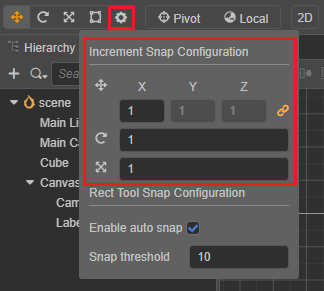 Pivot Local 2D
Hierarchy
Increment Snap Configuration
X Y Z
1 1 1
1
1
Rect Tool Snap Configuration
Enable auto snap
Snap threshold 10
scene
Main Li
Main Ca
Cube
Canvas
Cam
Labe